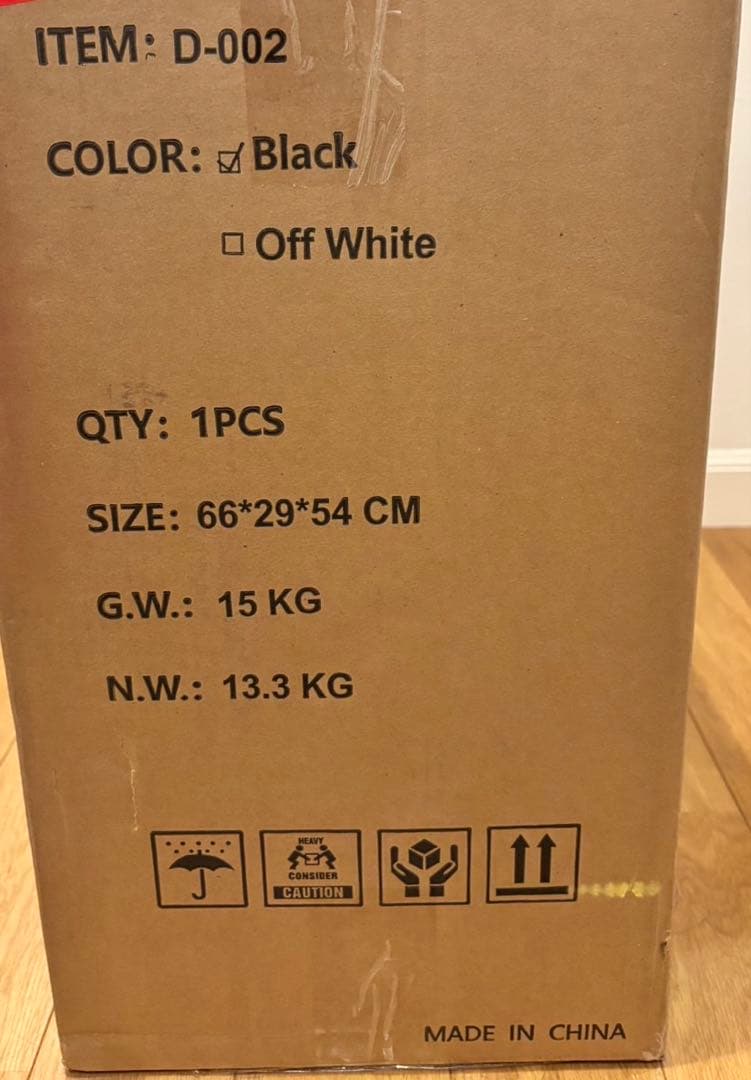 ITEM: D-002
COLOR: ☑ Black
☐ Off White
QTY: 1PCS
SIZE: 66*29*54 CM
G.W.: 15 KG
N.W.: 13.3 KG
HEAVY
CONSIDER
CAUTION
MADE IN CHINA